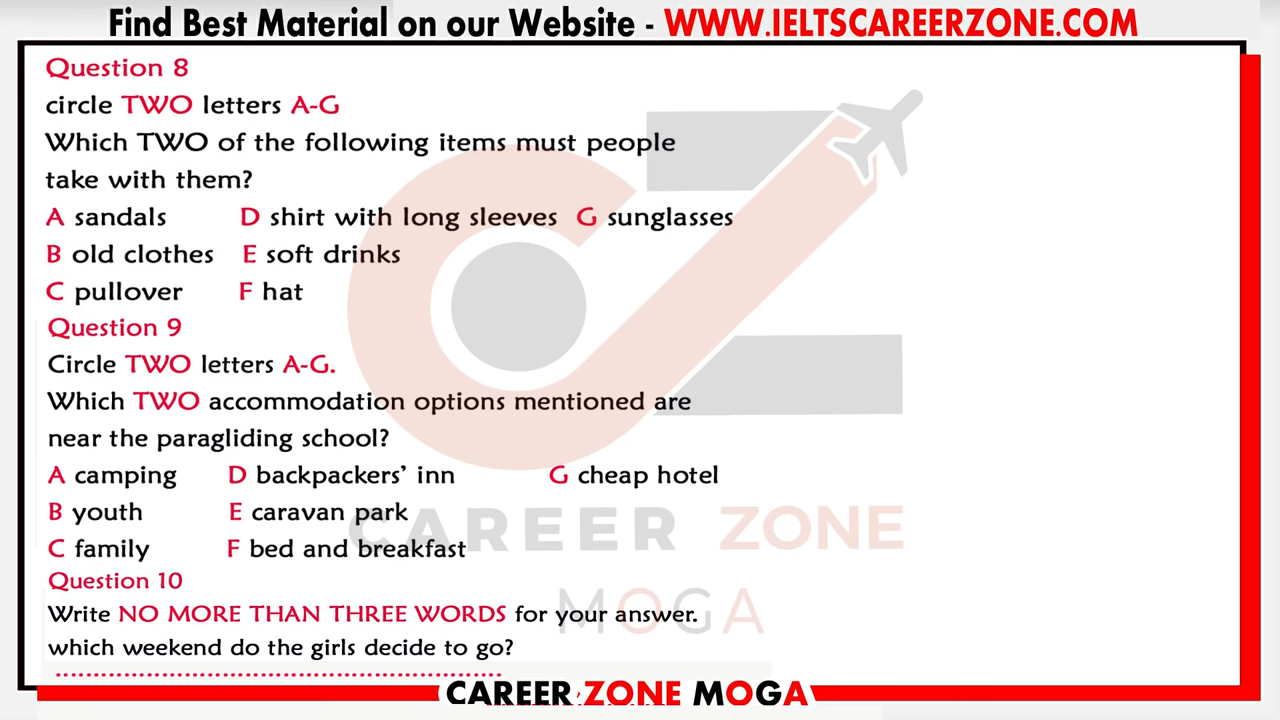 Find Best Material on our Website - WWW.IELTSCAREERZONE.COM
Question 8
circle TWO letters A-G
Which TWO of the following items must people
take with them?
A sandals D shirt with long sleeves G sunglasses
B old clothes E soft drinks
C pullover F hat
Question 9
Circle TWO letters A-G.
Which TWO accommodation options mentioned are
near the paragliding school?
A camping D backpackers’ inn G cheap hotel
B youth E caravan park
C family F bed and breakfast
CAREER ZONE
MOGA
Question 10
Write NO MORE THAN THREE WORDS for your answer.
which weekend do the girls decide to go?
CAREER ZONE MOGA